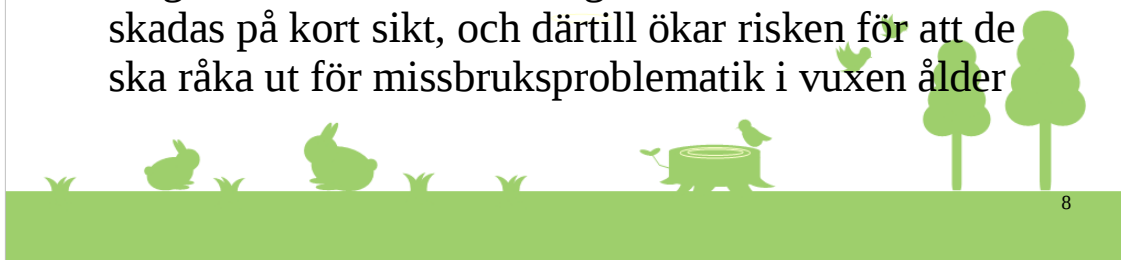 skadas på kort sikt, och därtill ökar risken för att de
ska råka ut för missbruksproblematik i vuxen ålder
8